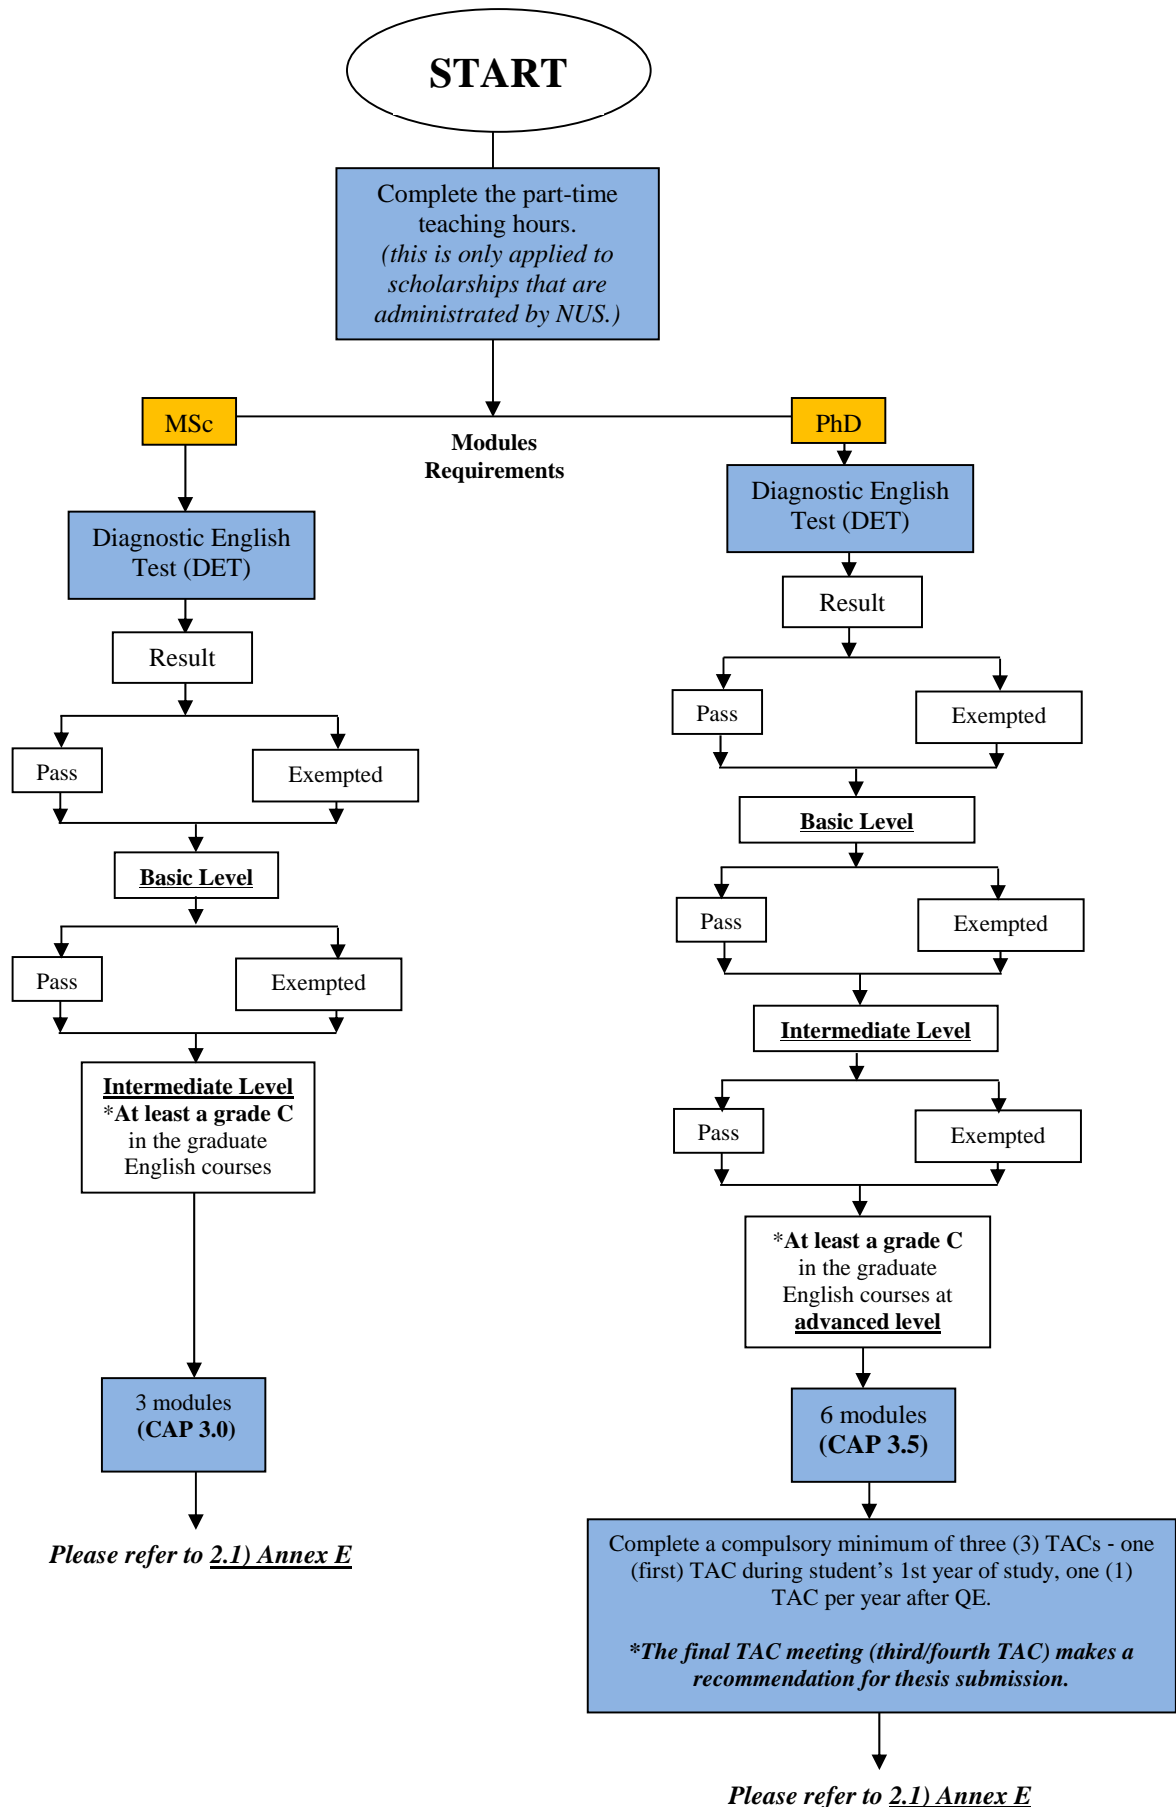 START
Complete the part-time
teaching hours.
(this is only applied to
scholarships that are
administrated by NUS.)
MSc
PhD
Modules
Requirements
Diagnostic English
Test (DET)
Result
Pass
Exempted
Basic Level
Pass
Exempted
Intermediate Level
*At least a grade C
in the graduate
English courses
3 modules
(CAP 3.0)
Please refer to 2.1) Annex E
Diagnostic English
Test (DET)
Result
Pass
Exempted
Basic Level
Pass
Exempted
Intermediate Level
Pass
Exempted
*At least a grade C
in the graduate
English courses at
advanced level
6 modules
(CAP 3.5)
Complete a compulsory minimum of three (3) TACs - one
(first) TAC during student’s 1st year of study, one (1)
TAC per year after QE.
*The final TAC meeting (third/fourth TAC) makes a
recommendation for thesis submission.
Please refer to 2.1) Annex E